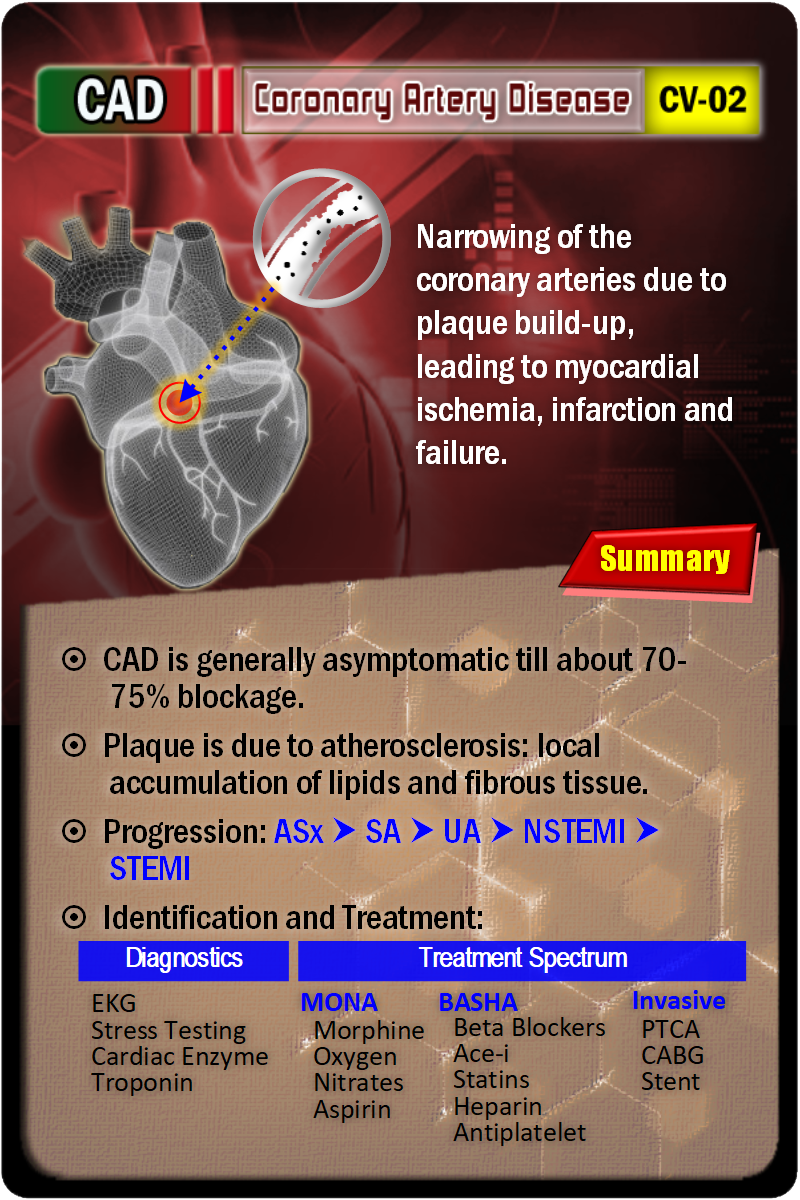 CAD Coronary Artery Disease CV-02
Narrowing of the
coronary arteries due to
plaque build-up,
leading to myocardial
ischemia, infarction and
failure.
Summary
CAD is generally asymptomatic till about 70-
75% blockage.
Plaque is due to atherosclerosis: local
accumulation of lipids and fibrous tissue.
Progression: ASx ➤ SA ➤ UA ➤ NSTEMI ➤
STEMI
Identification and Treatment:
Diagnostics
EKG
Stress Testing
Cardiac Enzyme
Troponin
Treatment Spectrum
MONA
Morphine
Oxygen
Nitrates
Aspirin
BASHA
Beta Blockers
Ace-i
Statins
Heparin
Antiplatelet
Invasive
PTCA
CABG
Stent